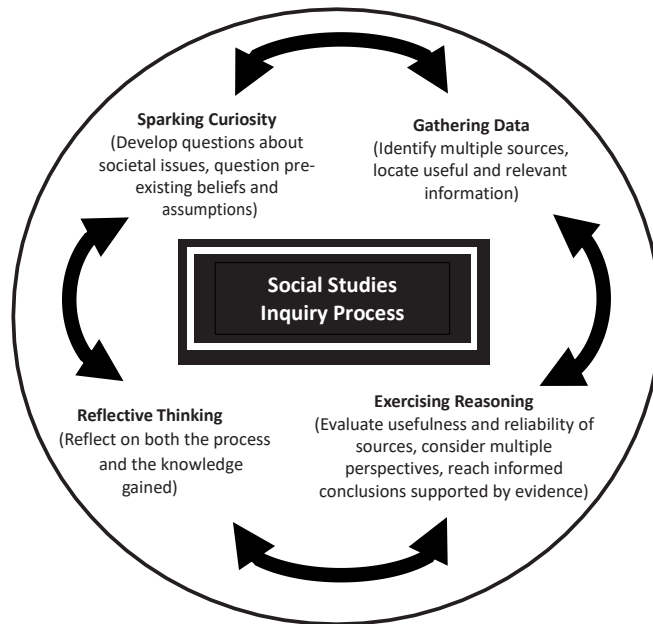 Sparking Curiosity
(Develop questions about
societal issues, question pre-
existing beliefs and
assumptions)
Gathering Data
(Identify multiple sources,
locate useful and relevant
information)
Social Studies
Inquiry Process
Reflective Thinking
(Reflect on both the process
and the knowledge
gained)
Exercising Reasoning
(Evaluate usefulness and reliability of
sources, consider multiple
perspectives, reach informed
conclusions supported by evidence)